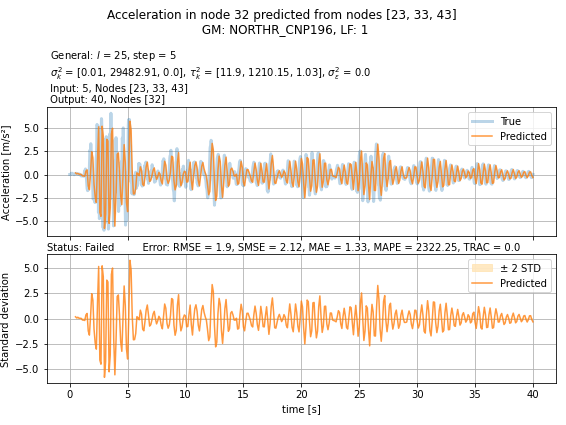 Acceleration in node 32 predicted from nodes [23, 33, 43]
GM: NORTHR_CNP196, LF: 1
General: l = 25, step = 5
σ²ₖ = [0.01, 29482.91, 0.0], τ²ₖ = [11.9, 1210.15, 1.03], σ²ε = 0.0
Input: 5, Nodes [23, 33, 43]
Output: 40, Nodes [32]
Acceleration [m/s²]
5.0
2.5
0.0
−2.5
−5.0
True
Predicted
Status: Failed Error: RMSE = 1.9, SMSE = 2.12, MAE = 1.33, MAPE = 2322.25, TRAC = 0.0
Standard deviation
5.0
2.5
0.0
−2.5
−5.0
± 2 STD
Predicted
0 5 10 15 20 25 30 35 40
time [s]